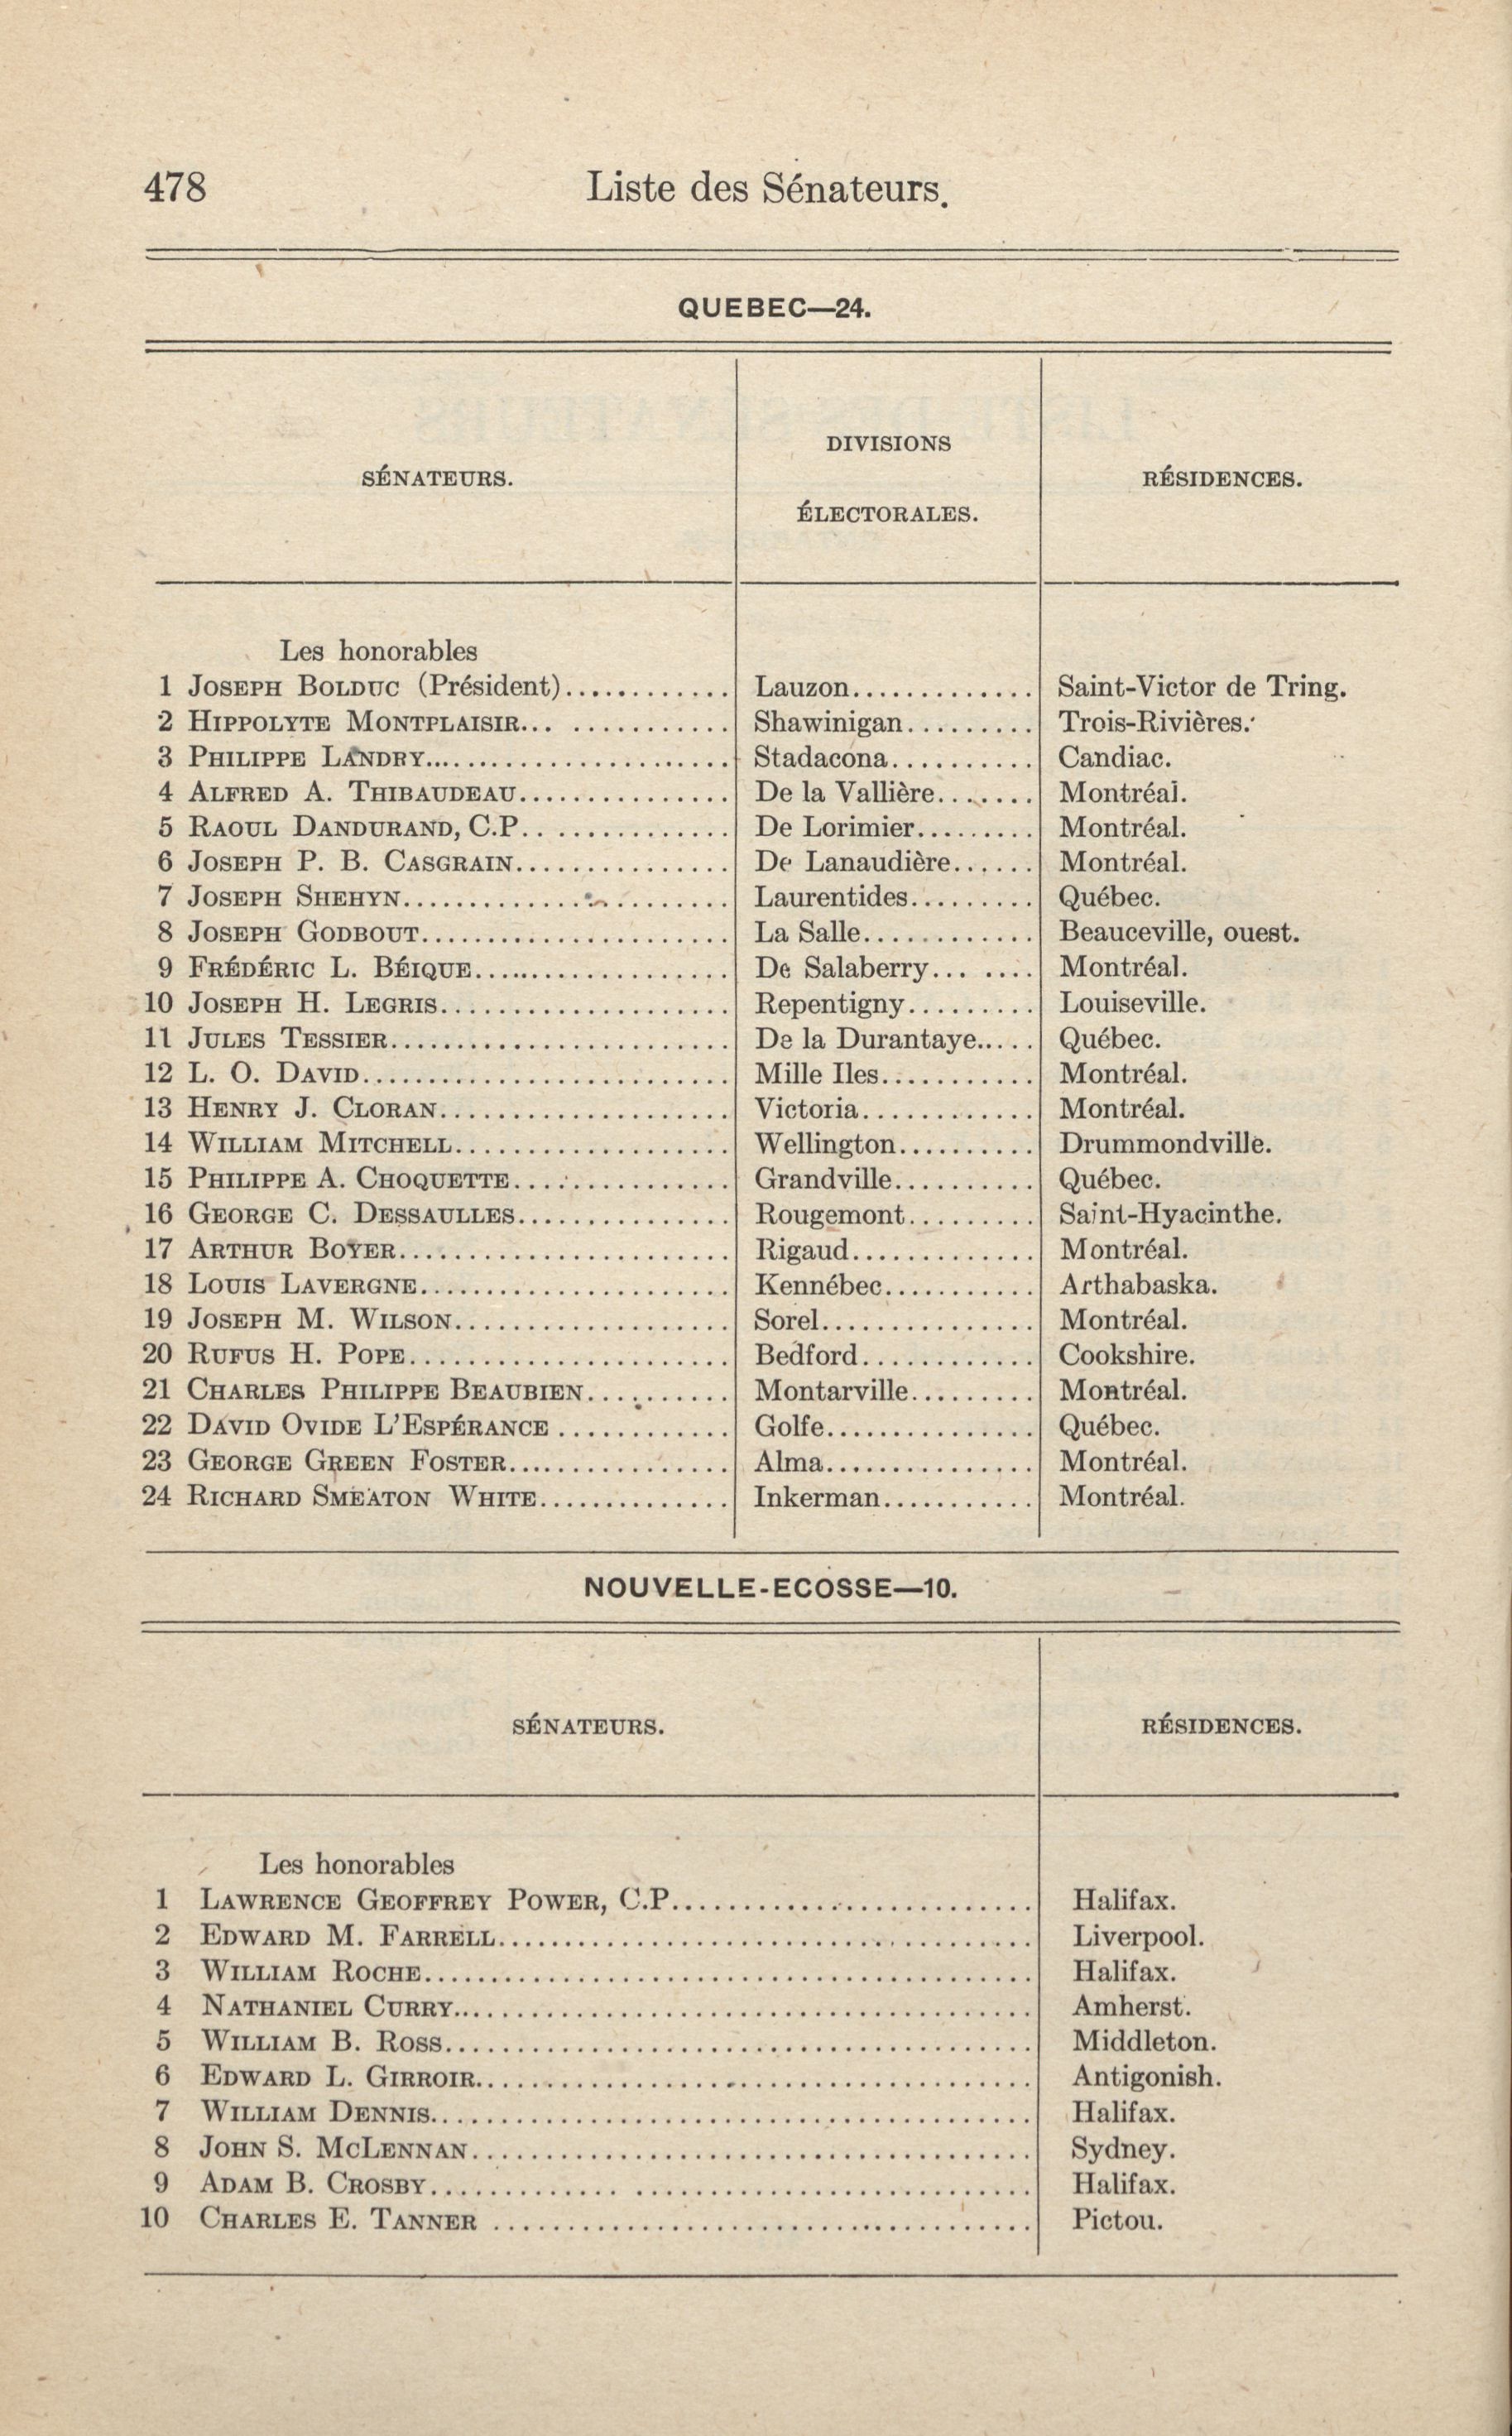 478 Liste des Sénateurs.
QUEBEC—24.
SÉNATEURS. DIVISIONS ÉLECTORALES. RÉSIDENCES.
Les honorables
1 JOSEPH BOLDUC (Président)............ Lauzon............. Saint-Victor de Tring.
2 HIPPOLYTE MONTPLAISIR... ........... Shawinigan......... Trois-Rivières.
3 PHILIPPE LANDRY...................... Stadacona.......... Candiac.
4 ALFRED A. THIBAUDEAU............... De la Vallière....... Montréal.
5 RAOUL DANDURAND, C.P.............. De Lorimier......... Montréal.
6 JOSEPH P. B. CASGRAIN............... De Lanaudière...... Montréal.
7 JOSEPH SHEHYN....................... Laurentides......... Québec.
8 JOSEPH GODBOUT...................... La Salle............ Beauceville, ouest.
9 FRÉDÉRIC L. BÉIQUE................... De Salaberry... .... Montréal.
10 JOSEPH H. LEGRIS.................... Repentigny......... Louiseville.
11 JULES TESSIER....................... De la Durantaye..... Québec.
12 L. O. DAVID......................... Mille Iles........... Montréal.
13 HENRY J. CLORAN.................... Victoria............ Montréal.
14 WILLIAM MITCHELL................... Wellington.......... Drummondville.
15 PHILIPPE A. CHOQUETTE............... Grandville.......... Québec.
16 GEORGE C. DESSAULLES............... Rougemont......... Saint-Hyacinthe.
17 ARTHUR BOYER....................... Rigaud............. Montréal.
18 LOUIS LAVERGNE..................... Kennébec........... Arthabaska.
19 JOSEPH M. WILSON................... Sorel............... Montréal.
20 RUFUS H. POPE...................... Bedford............ Cookshire.
21 CHARLES PHILIPPE BEAUBIEN.......... Montarville......... Montréal.
22 DAVID OVIDE L'ESPÉRANCE ............ Golfe............... Québec.
23 GEORGE GREEN FOSTER................ Alma............... Montréal.
24 RICHARD SMEATON WHITE.............. Inkerman........... Montréal.
NOUVELLE-ECOSSE—10.
SÉNATEURS. RÉSIDENCES.
Les honorables
1 LAWRENCE GEOFFREY POWER, C.P......................... Halifax.
2 EDWARD M. FARRELL..................................... Liverpool.
3 WILLIAM ROCHE.......................................... Halifax.
4 NATHANIEL CURRY........................................ Amherst.
5 WILLIAM B. ROSS........................................ Middleton.
6 EDWARD L. GIRROIR...................................... Antigonish.
7 WILLIAM DENNIS......................................... Halifax.
8 JOHN S. MCLENNAN....................................... Sydney.
9 ADAM B. CROSBY............. ........................... Halifax.
10 CHARLES E. TANNER ..................................... Pictou.